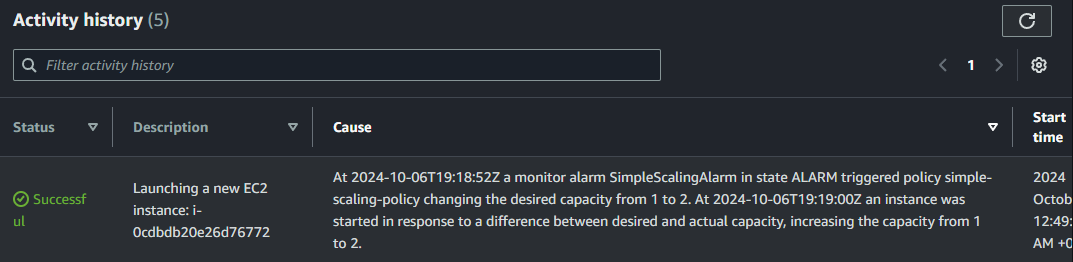 Activity history (5)
Filter activity history
1
Status
Description
Cause
Start
time
Successf
ul
Launching a new EC2
instance: i-
0cdbdb20e26d76772
At 2024-10-06T19:18:52Z a monitor alarm SimpleScalingAlarm in state ALARM triggered policy simple-
scaling-policy changing the desired capacity from 1 to 2. At 2024-10-06T19:19:00Z an instance was
started in response to a difference between desired and actual capacity, increasing the capacity from 1
to 2.
2024
Octob
12:49:
AM +0